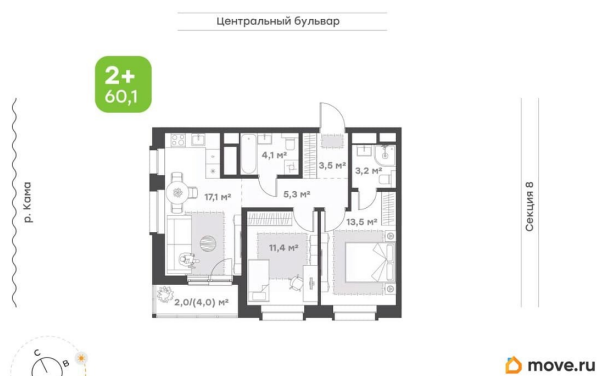 Центральный бульвар
2+
60,1
4,1 м²
3,5 м²
3,2 м²
17,1 м²
5,3 м²
13,5 м²
11,4 м²
2,0/(4,0) м²
р. Кама
Секция 8
С
В
move.ru